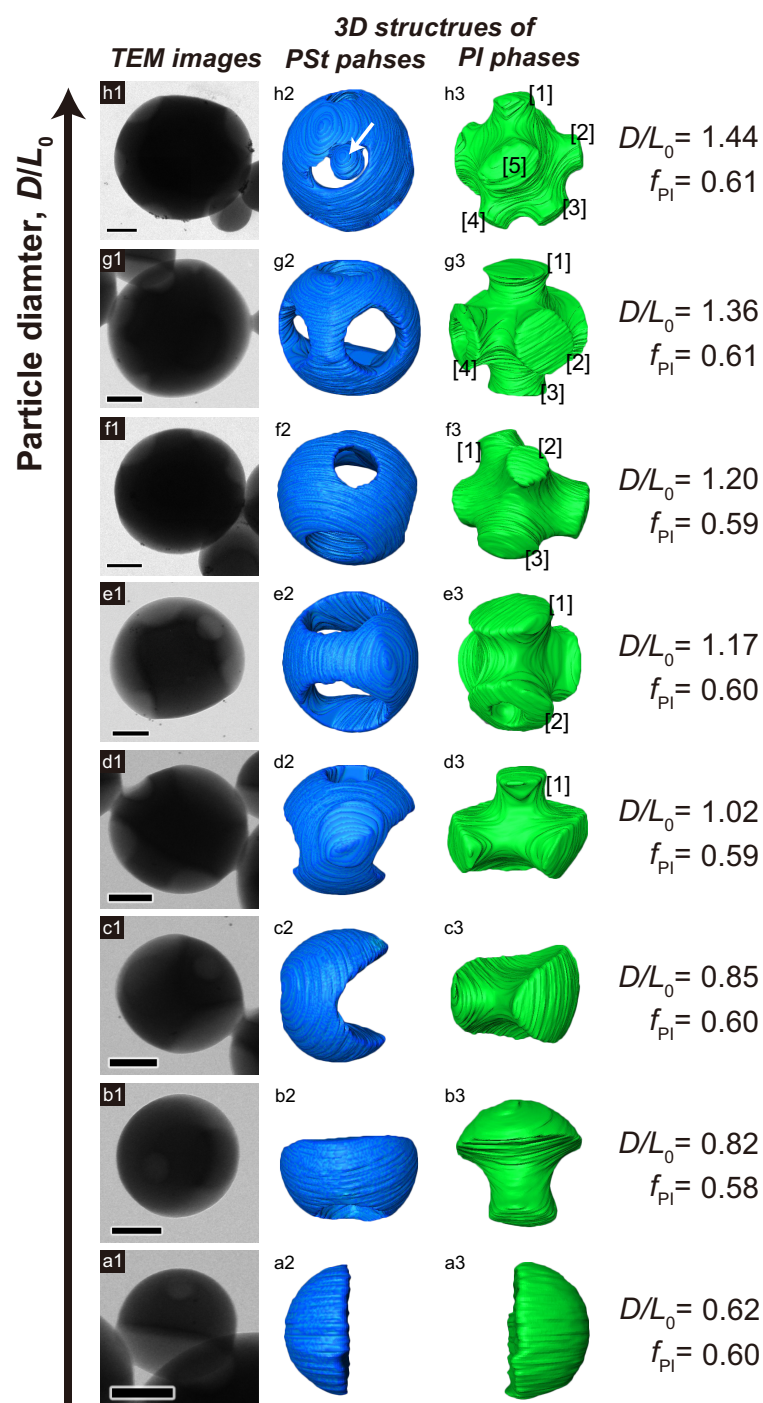 3D structrues of
TEM images PSt pahses PI phases
Particle diamter, D/L0
h1 h2 h3 [1] [2] [5] [4] [3]
D/L0= 1.44
fPI= 0.61
g1 g2 g3 [1] [4] [2] [3]
D/L0= 1.36
fPI= 0.61
f1 f2 f3 [1] [2] [3]
D/L0= 1.20
fPI= 0.59
e1 e2 e3 [1] [2]
D/L0= 1.17
fPI= 0.60
d1 d2 d3 [1]
D/L0= 1.02
fPI= 0.59
c1 c2 c3
D/L0= 0.85
fPI= 0.60
b1 b2 b3
D/L0= 0.82
fPI= 0.58
a1 a2 a3
D/L0= 0.62
fPI= 0.60